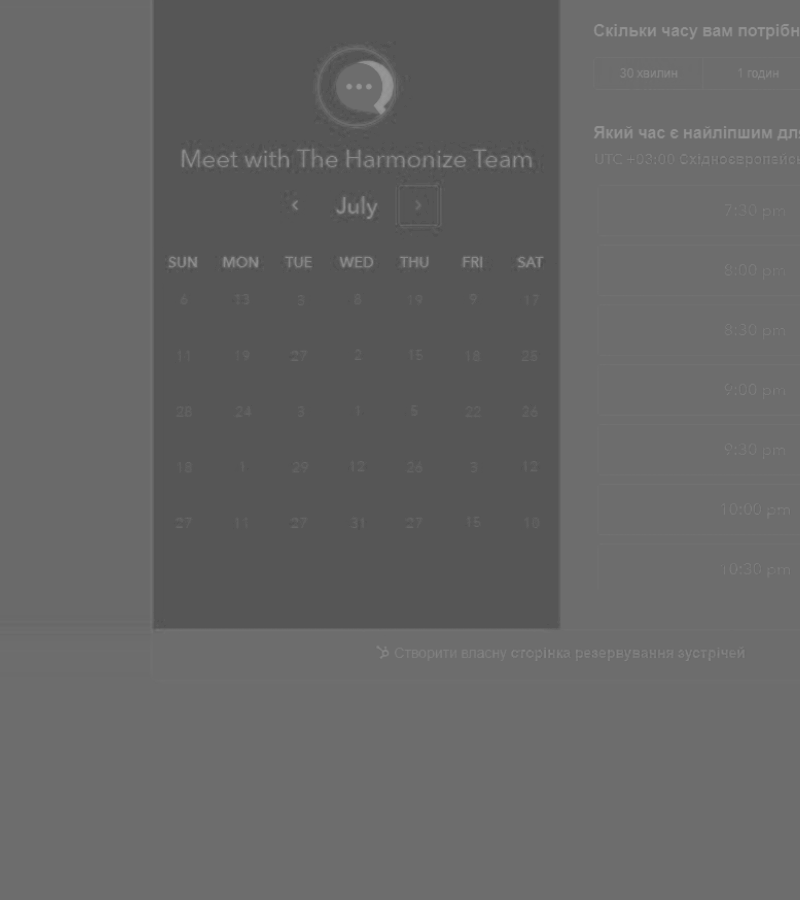 Meet with The Harmonize Team
July
SUN MON TUE WED THU FRI SAT
6 13 3 8 19 9 17
11 19 27 2 15 18 25
28 24 3 1 5 23 26
18 1 29 12 26 3 12
27 11 27 31 27 15 10
Скільки часу вам потрібн
30 хвилин 1 годин
Який час є найліпшим для
UTC +03:00 Східноєвропейськ
7:30 pm
8:00 pm
8:30 pm
9:00 pm
9:30 pm
10:00 pm
10:30 pm
Створити власну сторінка резервування зустрічей